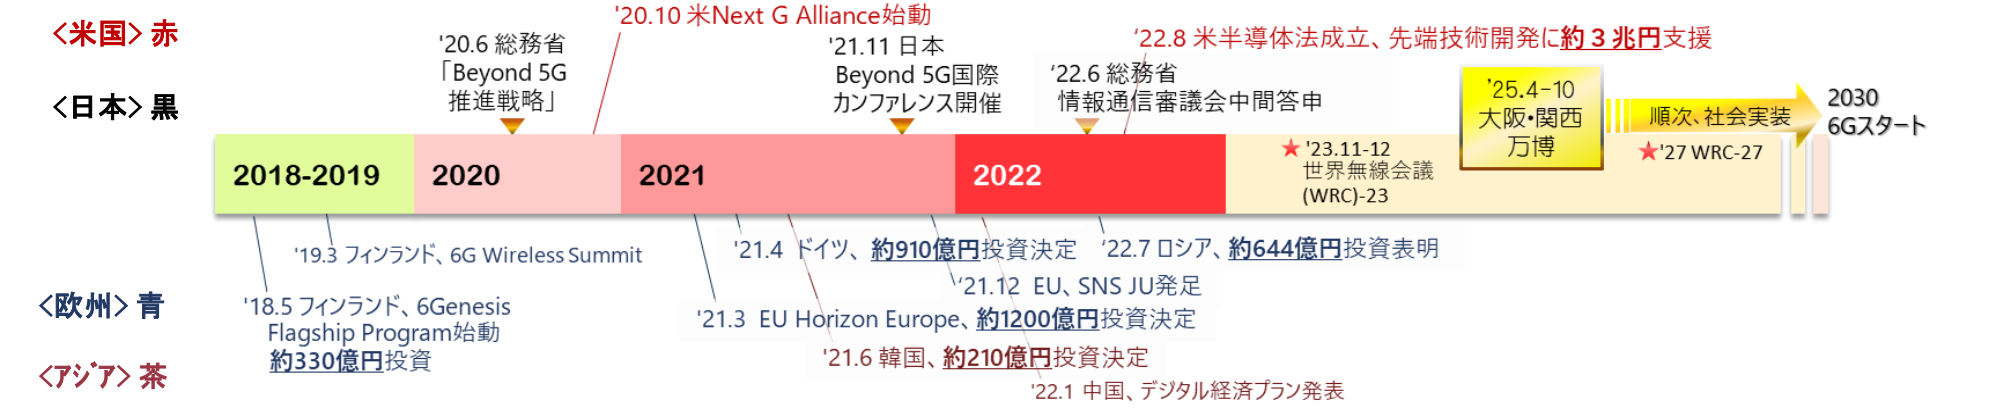 <米国> 赤
<日本> 黒
<欧州> 青
<アジア> 茶
'20.6 総務省
「Beyond 5G
推進戦略」
'20.10 米Next G Alliance始動
'21.11 日本
Beyond 5G国際
カンファレンス開催
‘22.6 総務省
情報通信審議会中間答申
‘22.8 米半導体法成立、先端技術開発に約３兆円支援
’25.4-10
大阪・関西
万博
順次、社会実装
2030
6Gスタート
2018-2019
2020
2021
2022
★ '23.11-12
世界無線会議
(WRC)-23
★ '27 WRC-27
'19.3 フィンランド、6G Wireless Summit
'18.5 フィンランド、6Genesis
Flagship Program始動
約330億円投資
'21.4 ドイツ、約910億円投資決定
‘22.7 ロシア、約644億円投資表明
‘21.12 EU、SNS JU発足
'21.3 EU Horizon Europe、約1200億円投資決定
'21.6 韓国、約210億円投資決定
'22.1 中国、デジタル経済プラン発表